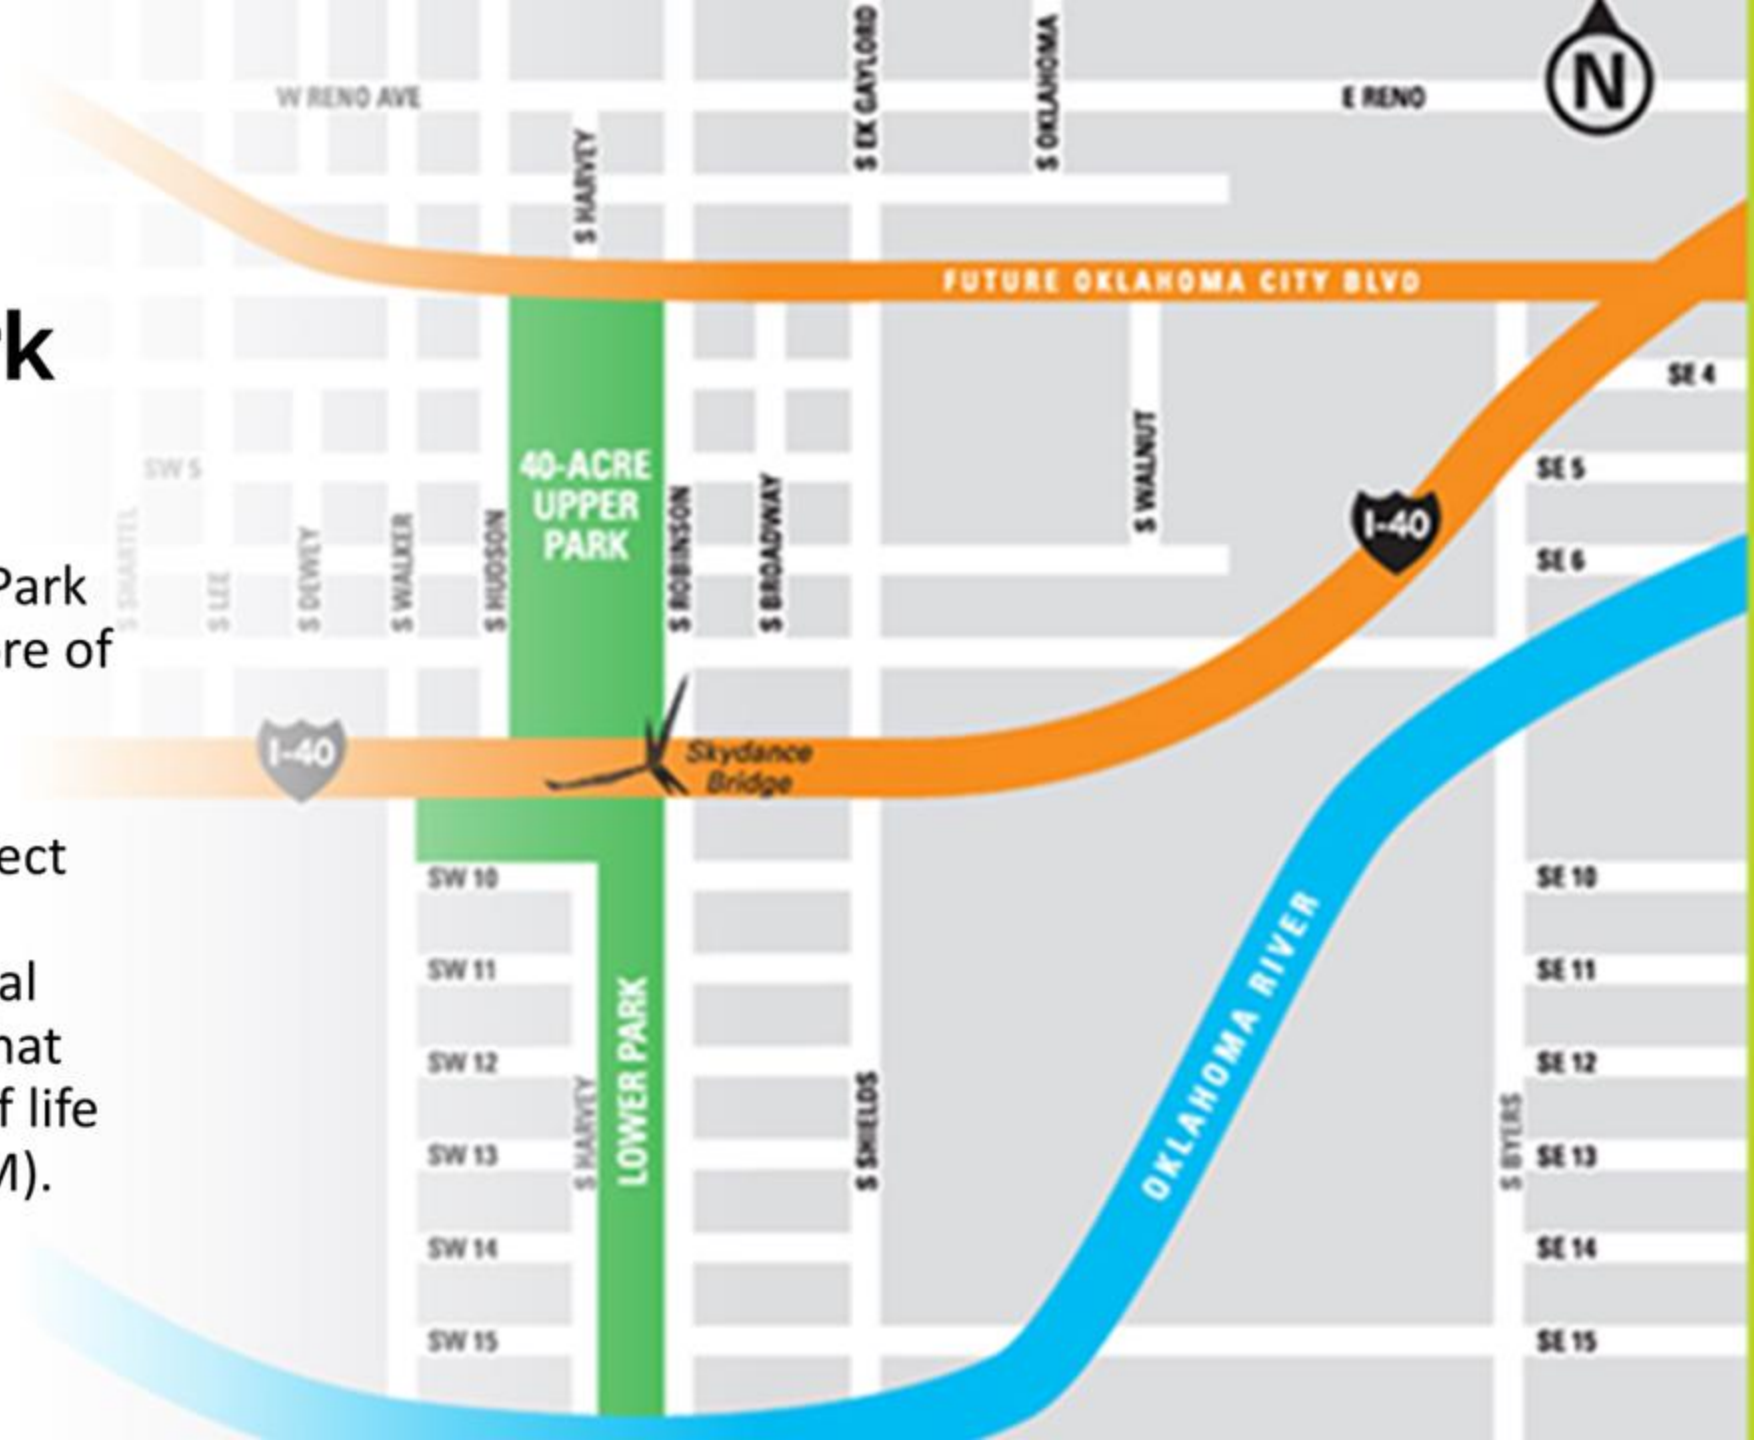 W RENO AVE
S EK GAYLORD
S OKLAHOMA
E RENO
N
S HARVEY
FUTURE OKLAHOMA CITY BLVD
rk
SE 4
40-ACRE
UPPER
PARK
SW 5
S SHARTEL
S LEE
S DEWEY
S WALKER
S HUDSON
S ROBINSON
S BROADWAY
S WALNUT
I-40
SE 5
SE 6
Park
re of
I-40
Skydance
Bridge
ect
al
hat
f life
M).
SW 10
SW 11
SW 12
SW 13
SW 14
SW 15
S HARVEY
LOWER PARK
S SHIELDS
OKLAHOMA RIVER
S BYERS
SE 10
SE 11
SE 12
SE 13
SE 14
SE 15